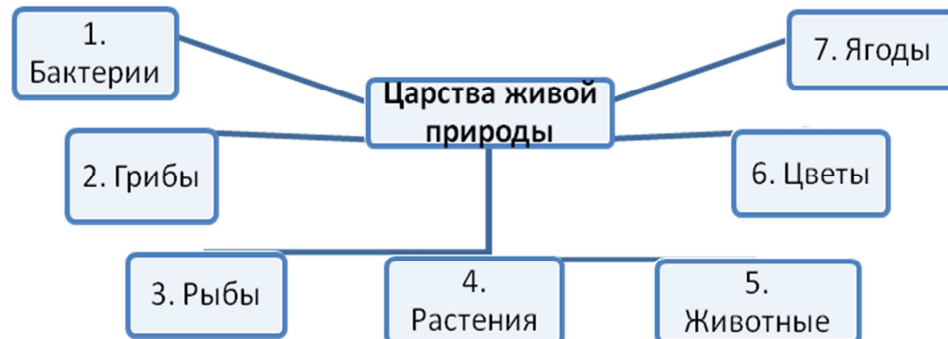 1.
Бактерии
7. Ягоды
Царства живой
природы
2. Грибы
6. Цветы
3. Рыбы
4.
Растения
5.
Животные